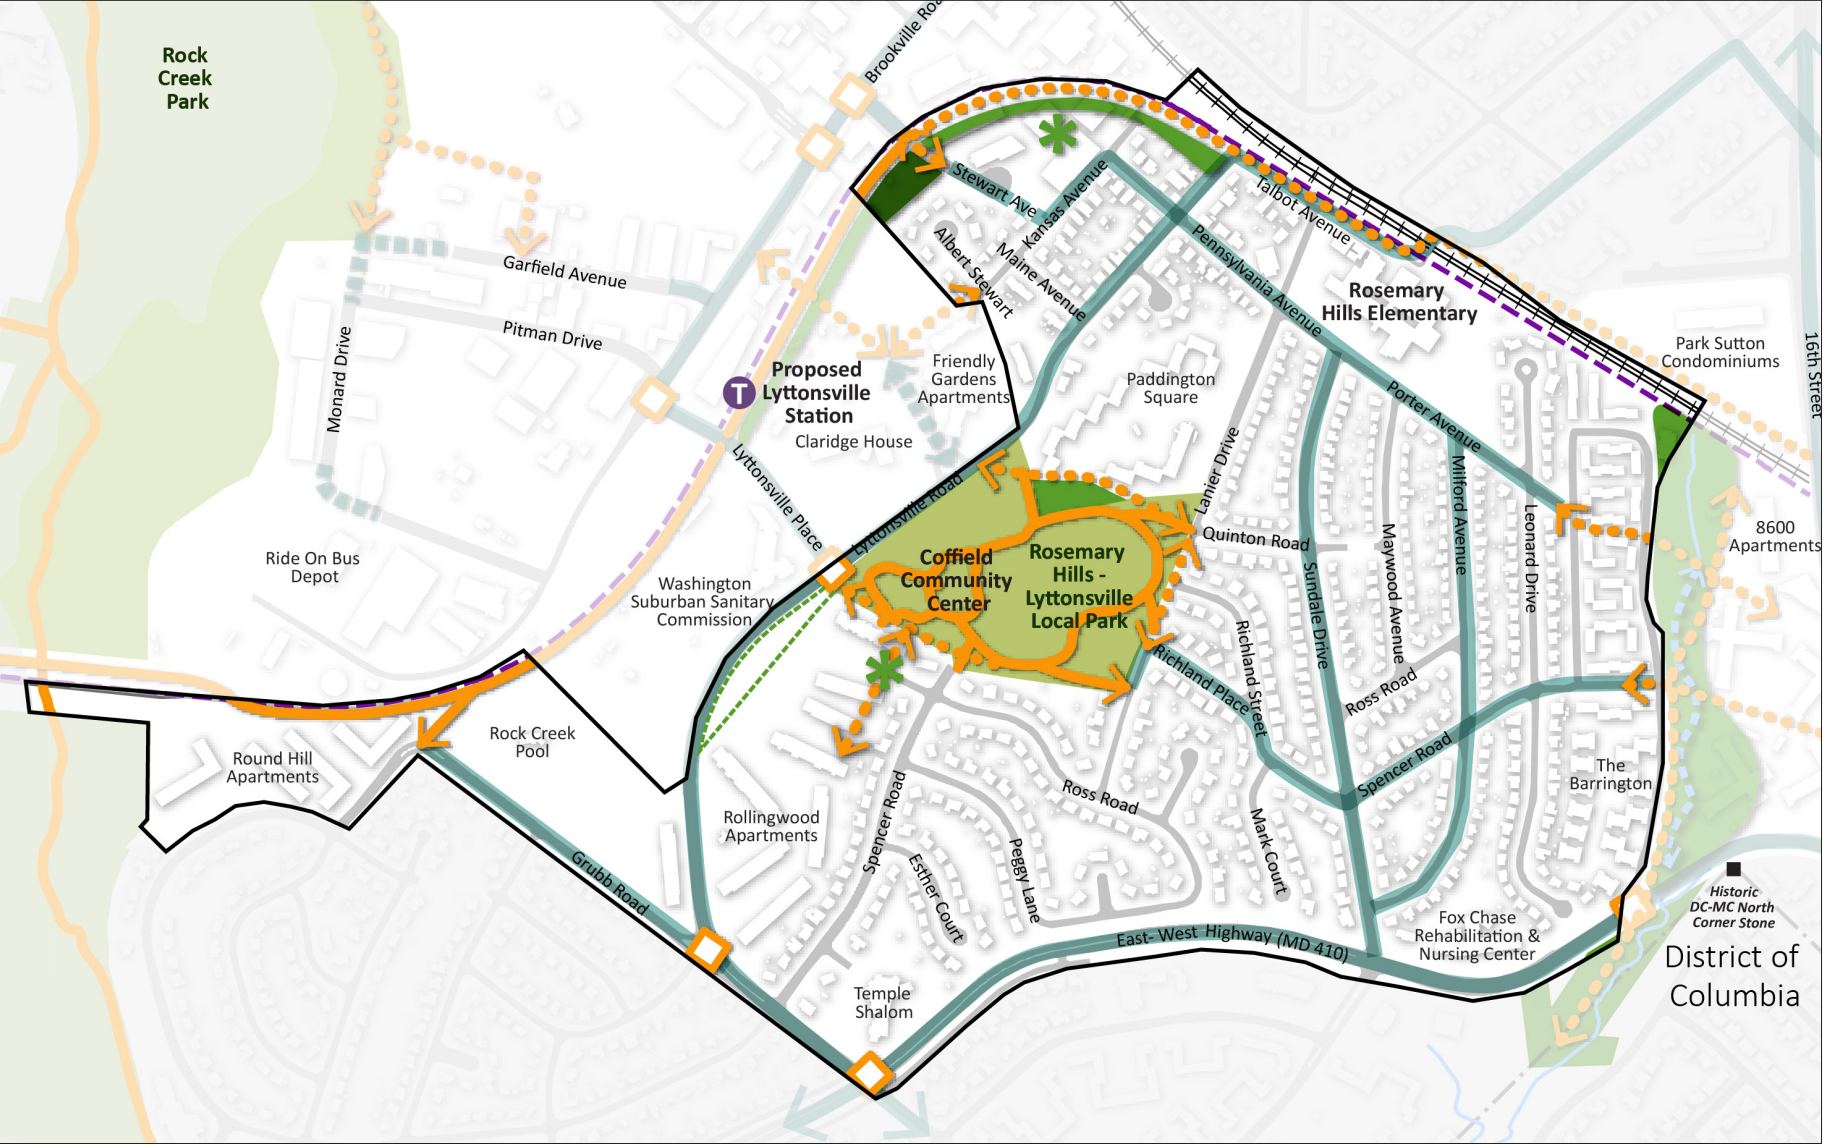 Rock
Creek
Park
Brookville Roa
Stewart Ave
Kansas Avenue
Talbot Avenue
Albert Stewart
Maine Avenue
Pennsylvania Avenue
Garfield Avenue
Pitman Drive
Monard Drive
Rosemary
Hills Elementary
16th Street
Park Sutton
Condominiums
T
Proposed
Lyttonsville
Station
Friendly
Gardens
Apartments
Paddington
Square
Porter Avenue
Claridge House
Lyttonsville Place
Lyttonsville Road
Lanier Drive
Quinton Road
Milford Avenue
Maywood Avenue
Leonard Drive
8600
Apartments
Ride On Bus
Depot
Washington
Suburban Sanitary
Commission
Coffield
Community
Center
Rosemary
Hills -
Lyttonsville
Local Park
Sundale Drive
Richland Street
Richland Place
Ross Road
Rock Creek
Pool
Round Hill
Apartments
Spencer Road
The
Barrington
Rollingwood
Apartments
Spencer Road
Ross Road
Peggy Lane
Esther Court
Mark Court
Grubb Road
East- West Highway (MD 410)
Fox Chase
Rehabilitation &
Nursing Center
Historic
DC-MC North
Corner Stone
District of
Columbia
Temple
Shalom